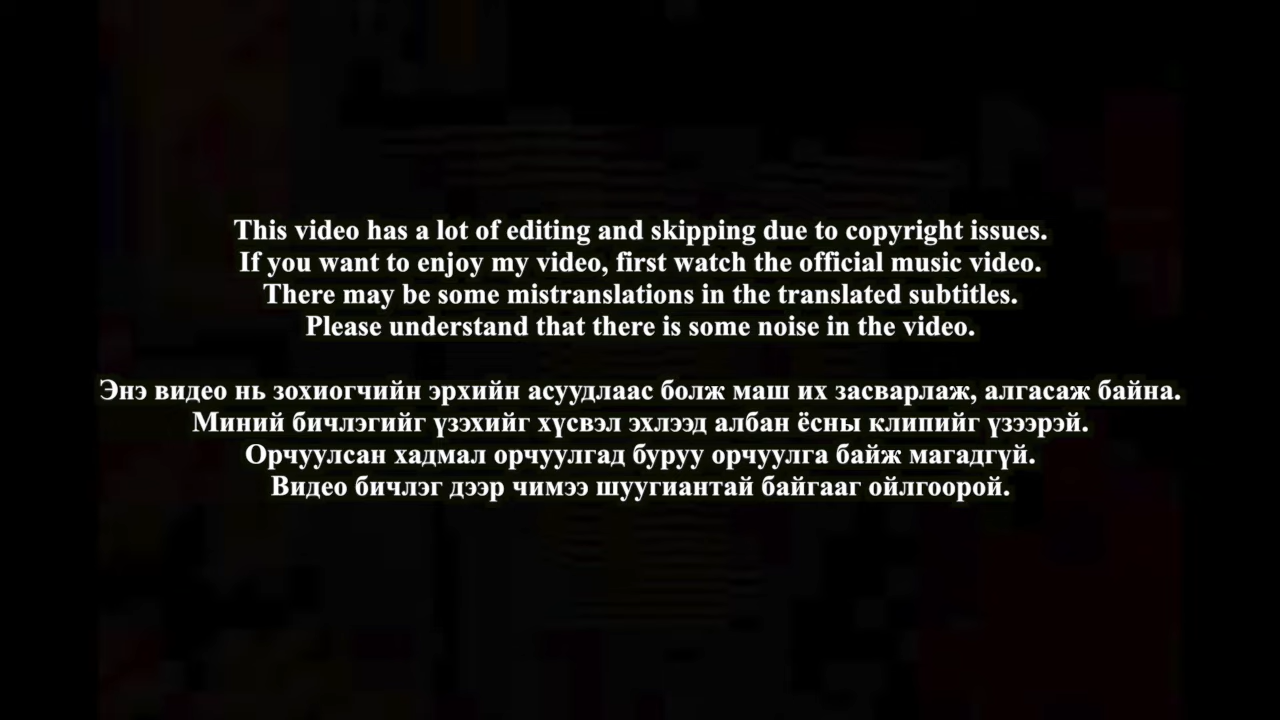 This video has a lot of editing and skipping due to copyright issues.
If you want to enjoy my video, first watch the official music video.
There may be some mistranslations in the translated subtitles.
Please understand that there is some noise in the video.
Энэ видео нь зохиогчийн эрхийн асуудлаас болж маш их засварлаж, алгасаж байна.
Миний бичлэгийг үзэхийг хүсвэл эхлээд албан ёсны клипийг үзээрэй.
Орчуулсан хадмал орчуулгад буруу орчуулга байж магадгүй.
Видео бичлэг дээр чимээ шуугиантай байгааг ойлгоорой.